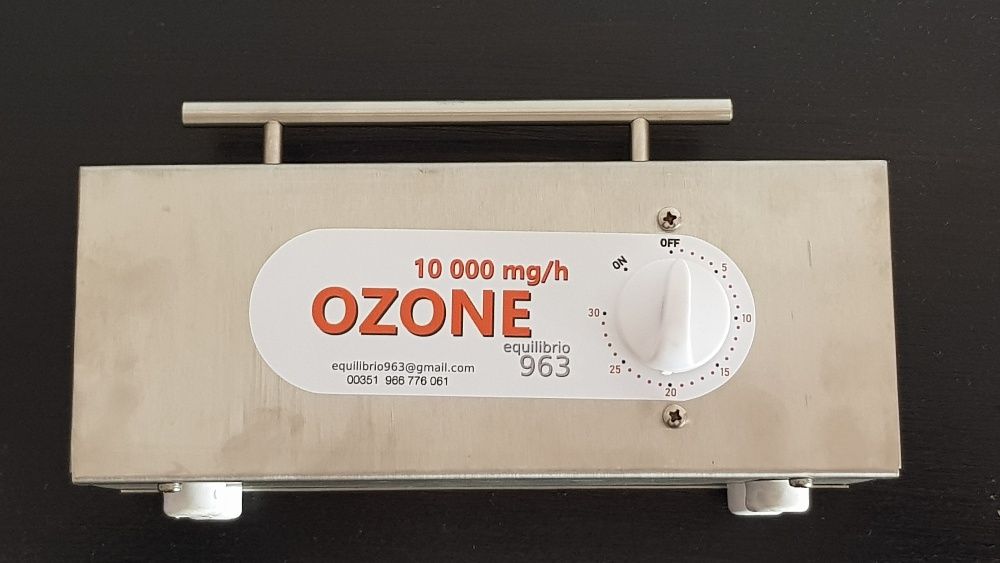 10 000 mg/h
OZONE
equilibrio
963
equilibrio963@gmail.com
00351 966 776 061
OFF
ON
5
10
15
20
25
30